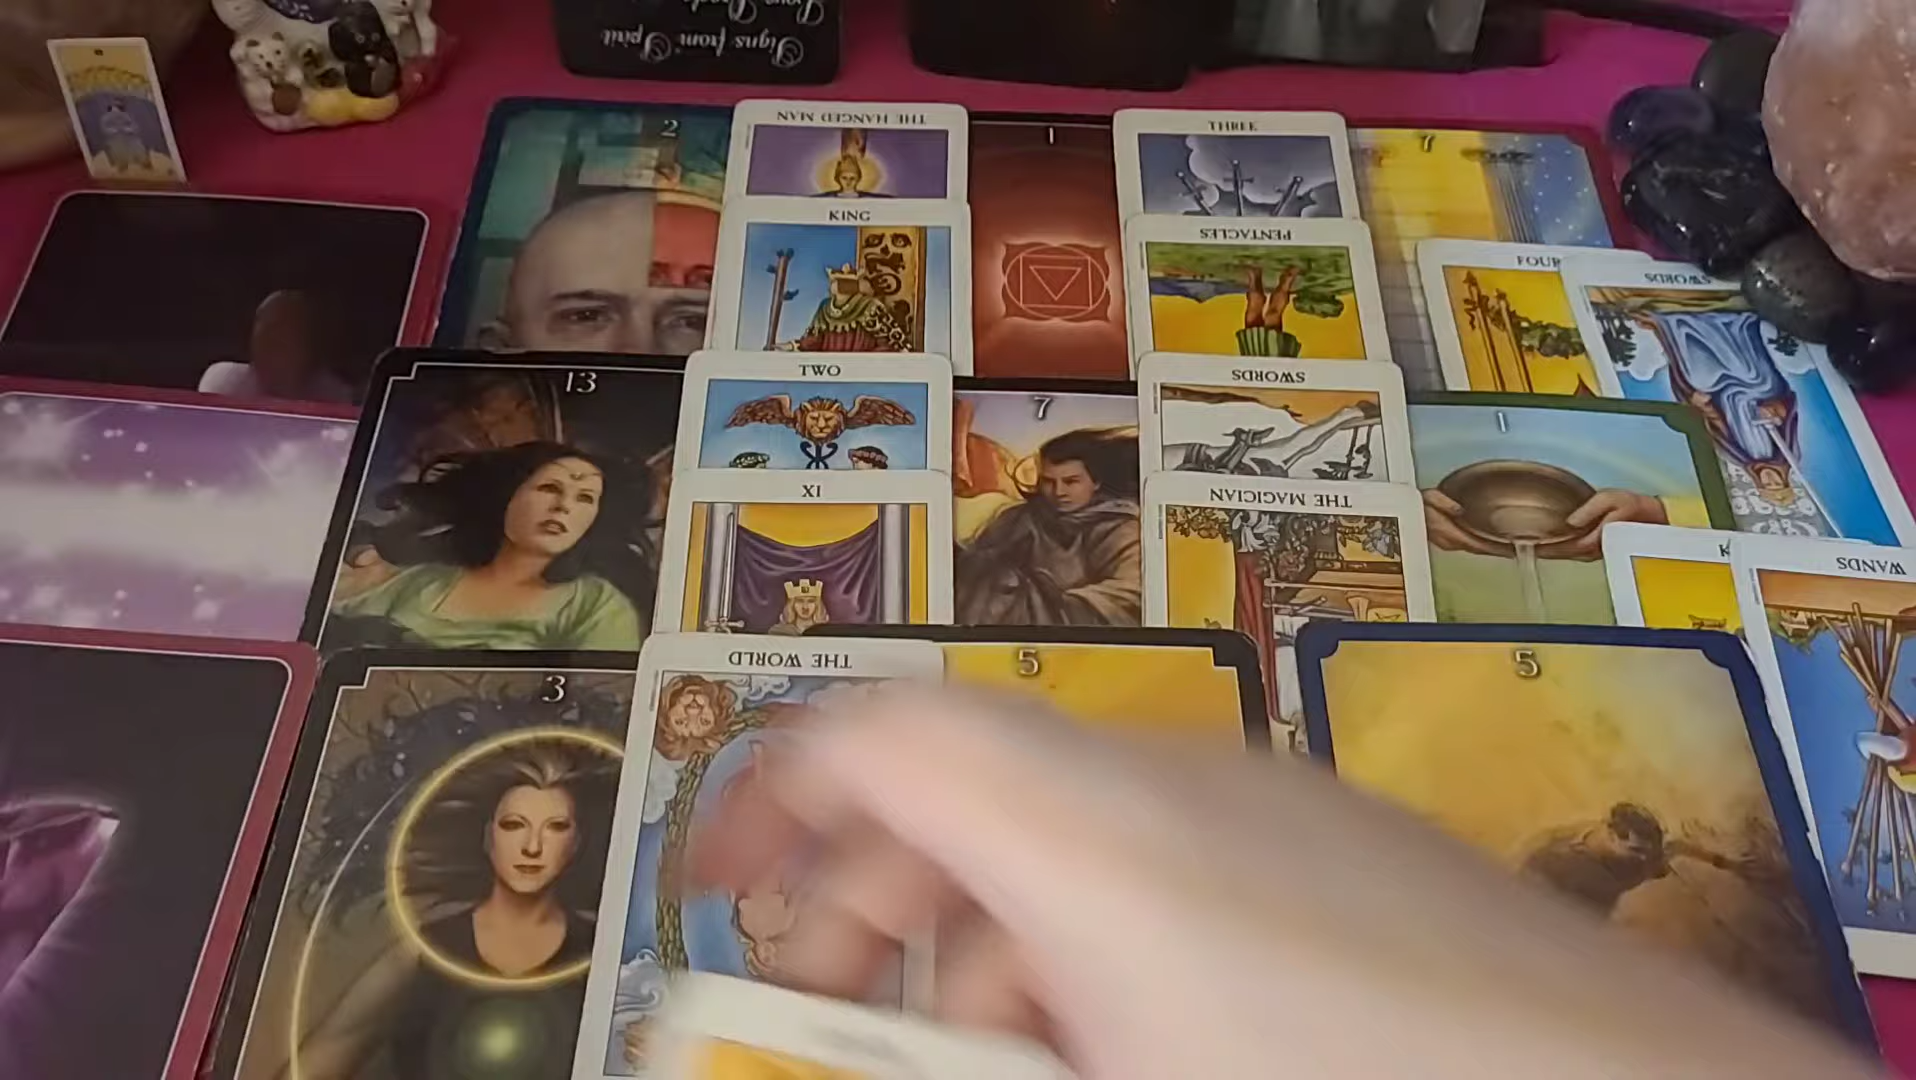 Signs from Spirit
2
THE HANGED MAN
1
THREE
7
KING
PENTACLES
FOUR
SWORDS
13
TWO
7
SWORDS
1
IX
THE MAGICIAN
K
WANDS
3
THE WORLD
5
5